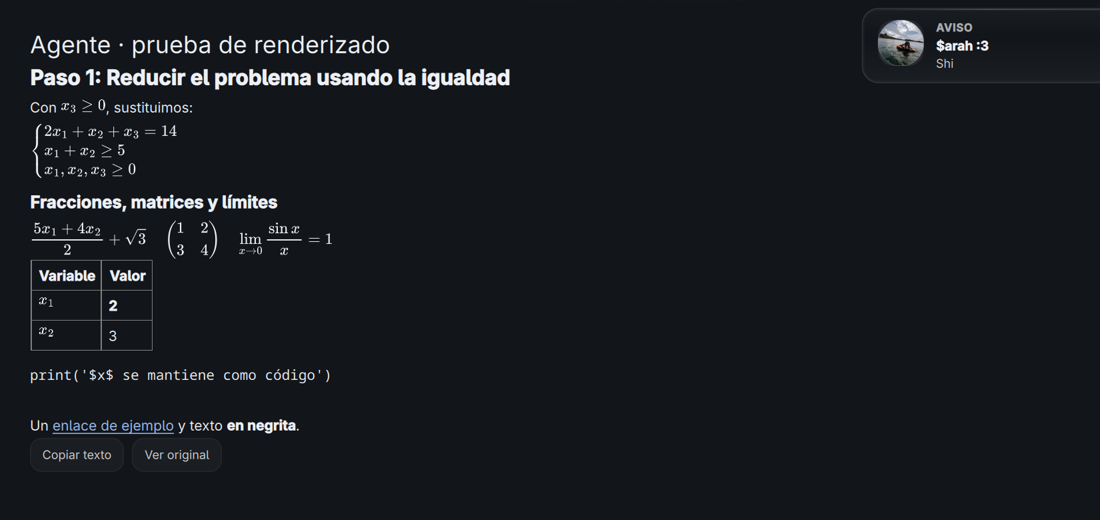 Agente · prueba de renderizado
Paso 1: Reducir el problema usando la igualdad
Con x₃ ≥ 0, sustituimos:
2x₁ + x₂ + x₃ = 14
x₁ + x₂ ≥ 5
x₁, x₂, x₃ ≥ 0
Fracciones, matrices y límites
(5x₁ + 4x₂)/2 + √3 (1 2; 3 4) lim x→0 sin x / x = 1
Variable Valor
x₁ 2
x₂ 3
print('$x$ se mantiene como código')
Un enlace de ejemplo y texto en negrita.
Copiar texto Ver original
AVISO
$arah :3
Shi